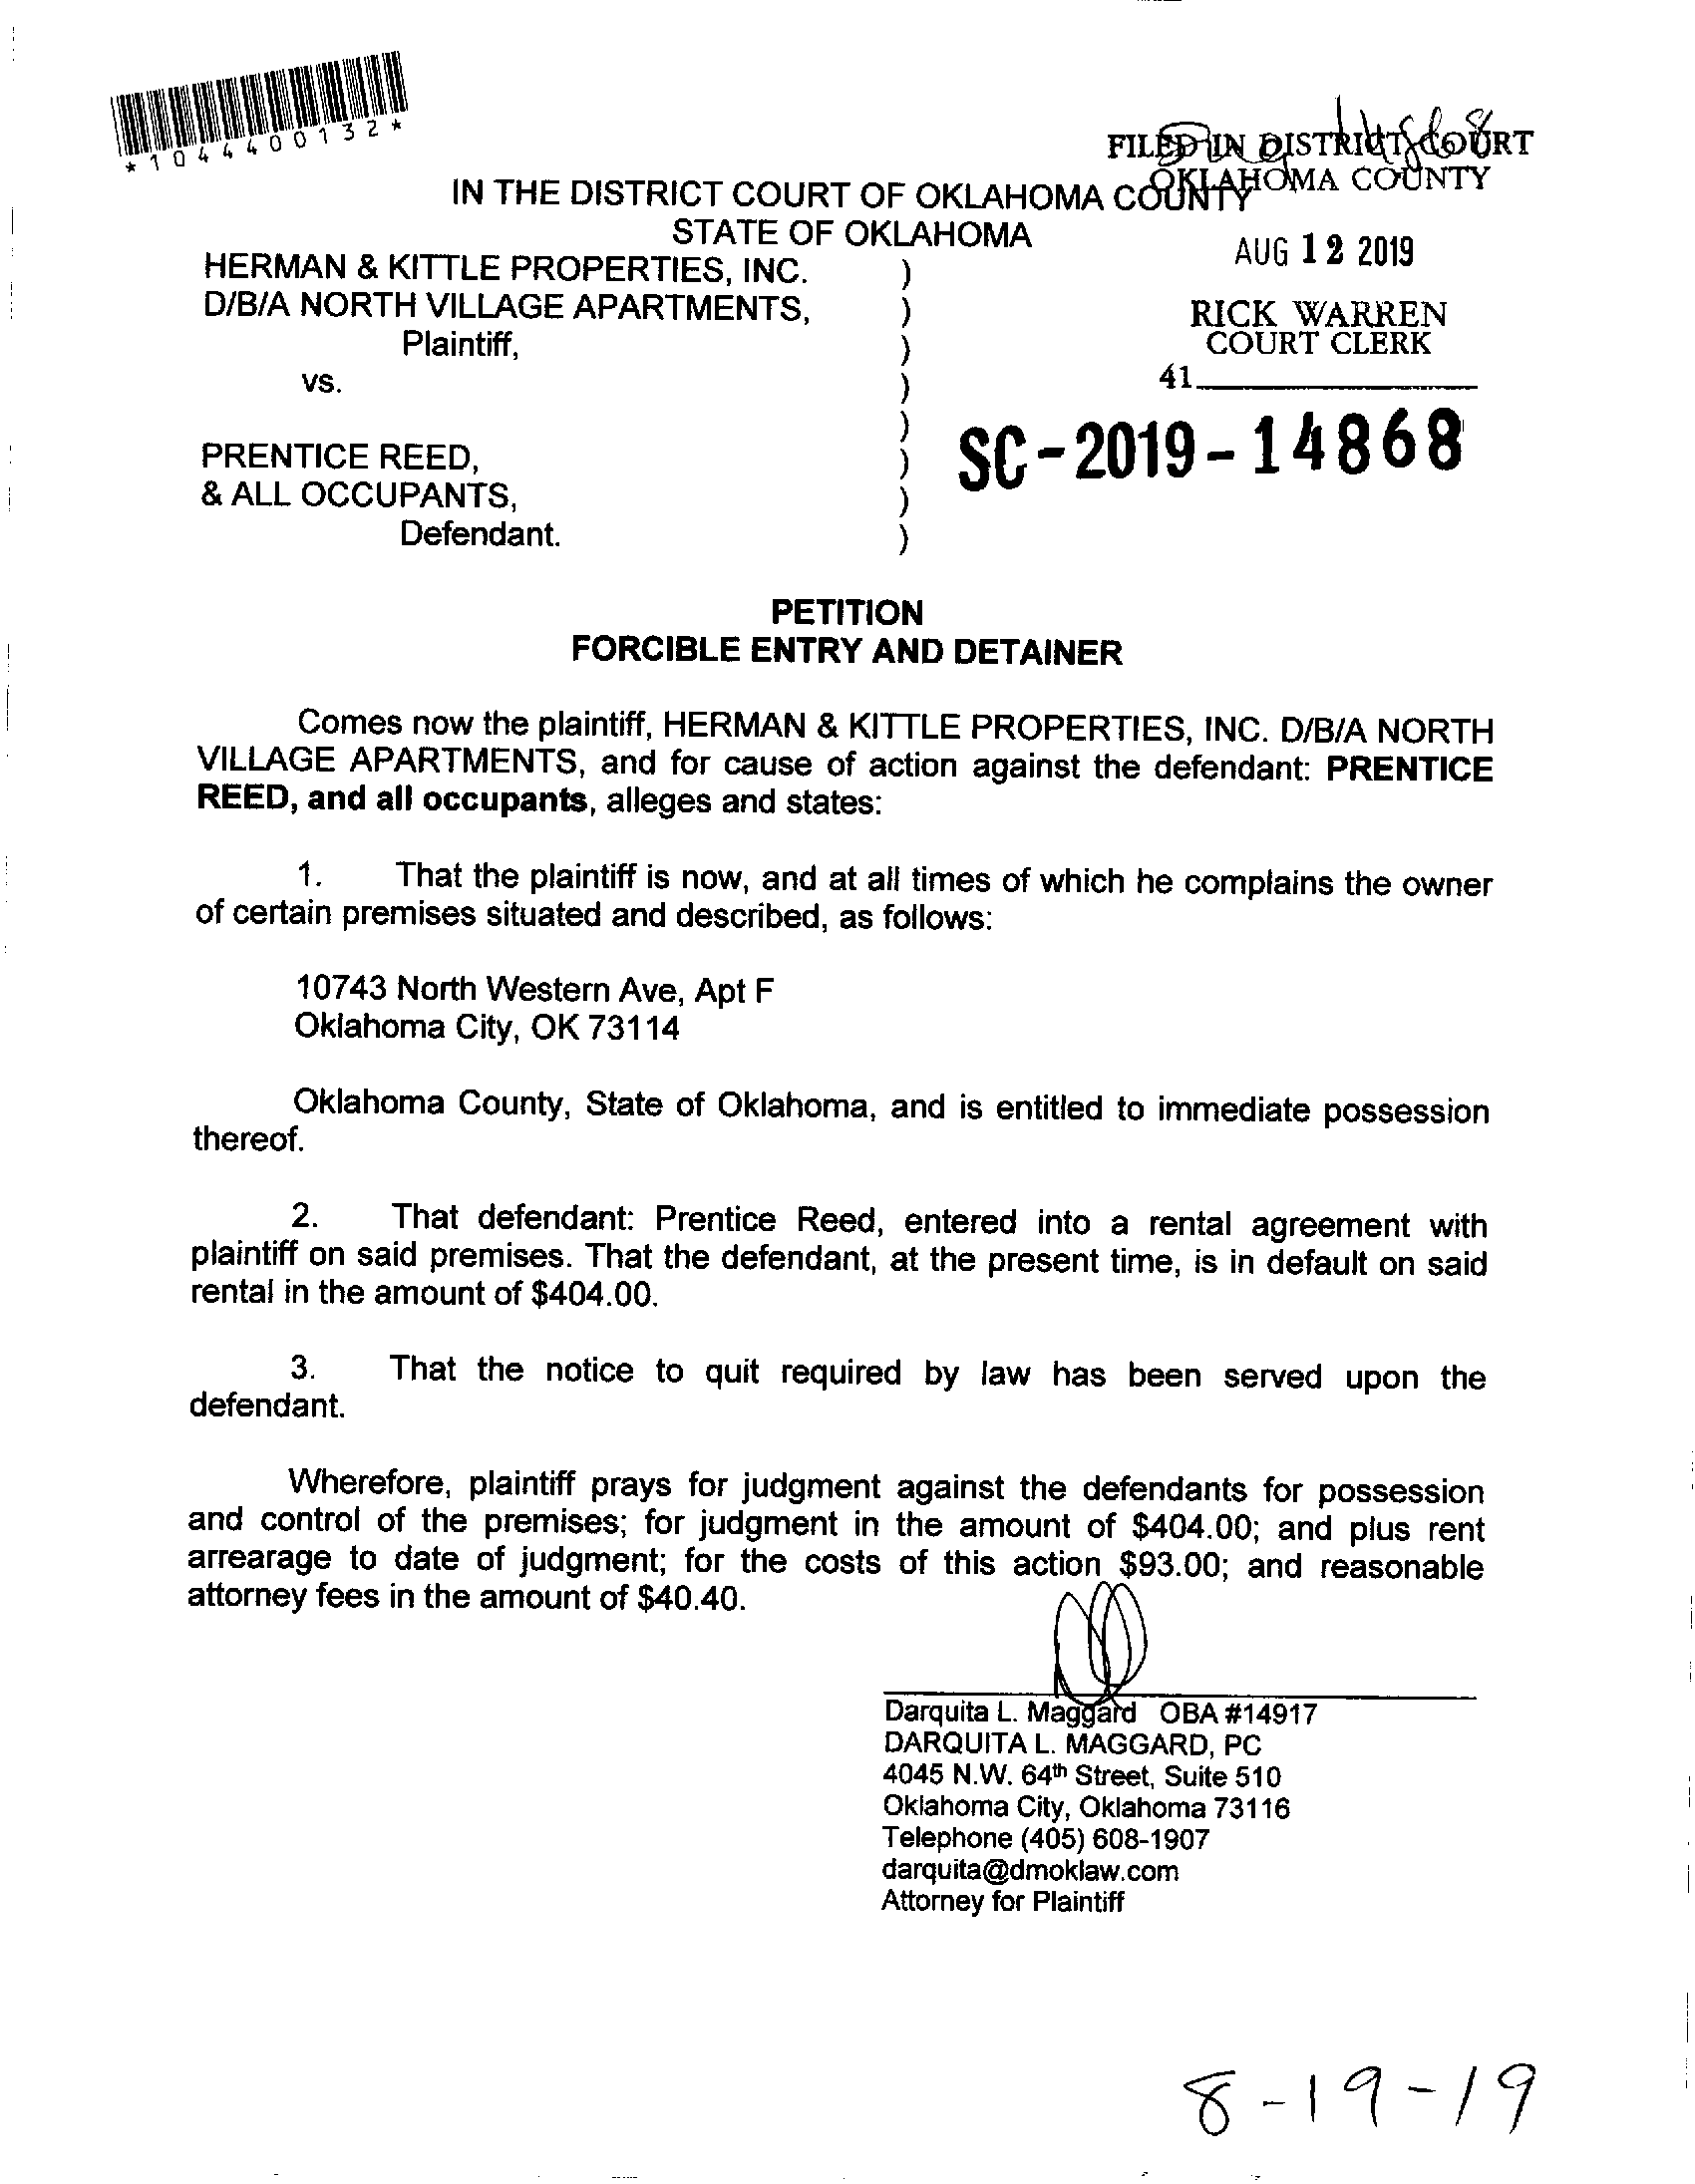 *1044400132*
FILED IN DISTRICT COURT
OKLAHOMA COUNTY
IN THE DISTRICT COURT OF OKLAHOMA COUNTY
STATE OF OKLAHOMA
AUG 12 2019
HERMAN & KITTLE PROPERTIES, INC. )
D/B/A NORTH VILLAGE APARTMENTS, )
RICK WARREN
COURT CLERK
Plaintiff, )
41
vs. )
)
SC-2019-14868
PRENTICE REED, )
& ALL OCCUPANTS, )
Defendant. )
PETITION
FORCIBLE ENTRY AND DETAINER
Comes now the plaintiff, HERMAN & KITTLE PROPERTIES, INC. D/B/A NORTH
VILLAGE APARTMENTS, and for cause of action against the defendant: PRENTICE
REED, and all occupants, alleges and states:
1. That the plaintiff is now, and at all times of which he complains the owner
of certain premises situated and described, as follows:
10743 North Western Ave, Apt F
Oklahoma City, OK 73114
Oklahoma County, State of Oklahoma, and is entitled to immediate possession
thereof.
2. That defendant: Prentice Reed, entered into a rental agreement with
plaintiff on said premises. That the defendant, at the present time, is in default on said
rental in the amount of $404.00.
3. That the notice to quit required by law has been served upon the
defendant.
Wherefore, plaintiff prays for judgment against the defendants for possession
and control of the premises; for judgment in the amount of $404.00; and plus rent
arrearage to date of judgment; for the costs of this action $93.00; and reasonable
attorney fees in the amount of $40.40.
Darquita L. Maggard OBA #14917
DARQUITA L. MAGGARD, PC
4045 N.W. 64th Street, Suite 510
Oklahoma City, Oklahoma 73116
Telephone (405) 608-1907
darquita@dmoklaw.com
Attorney for Plaintiff
8-19-19